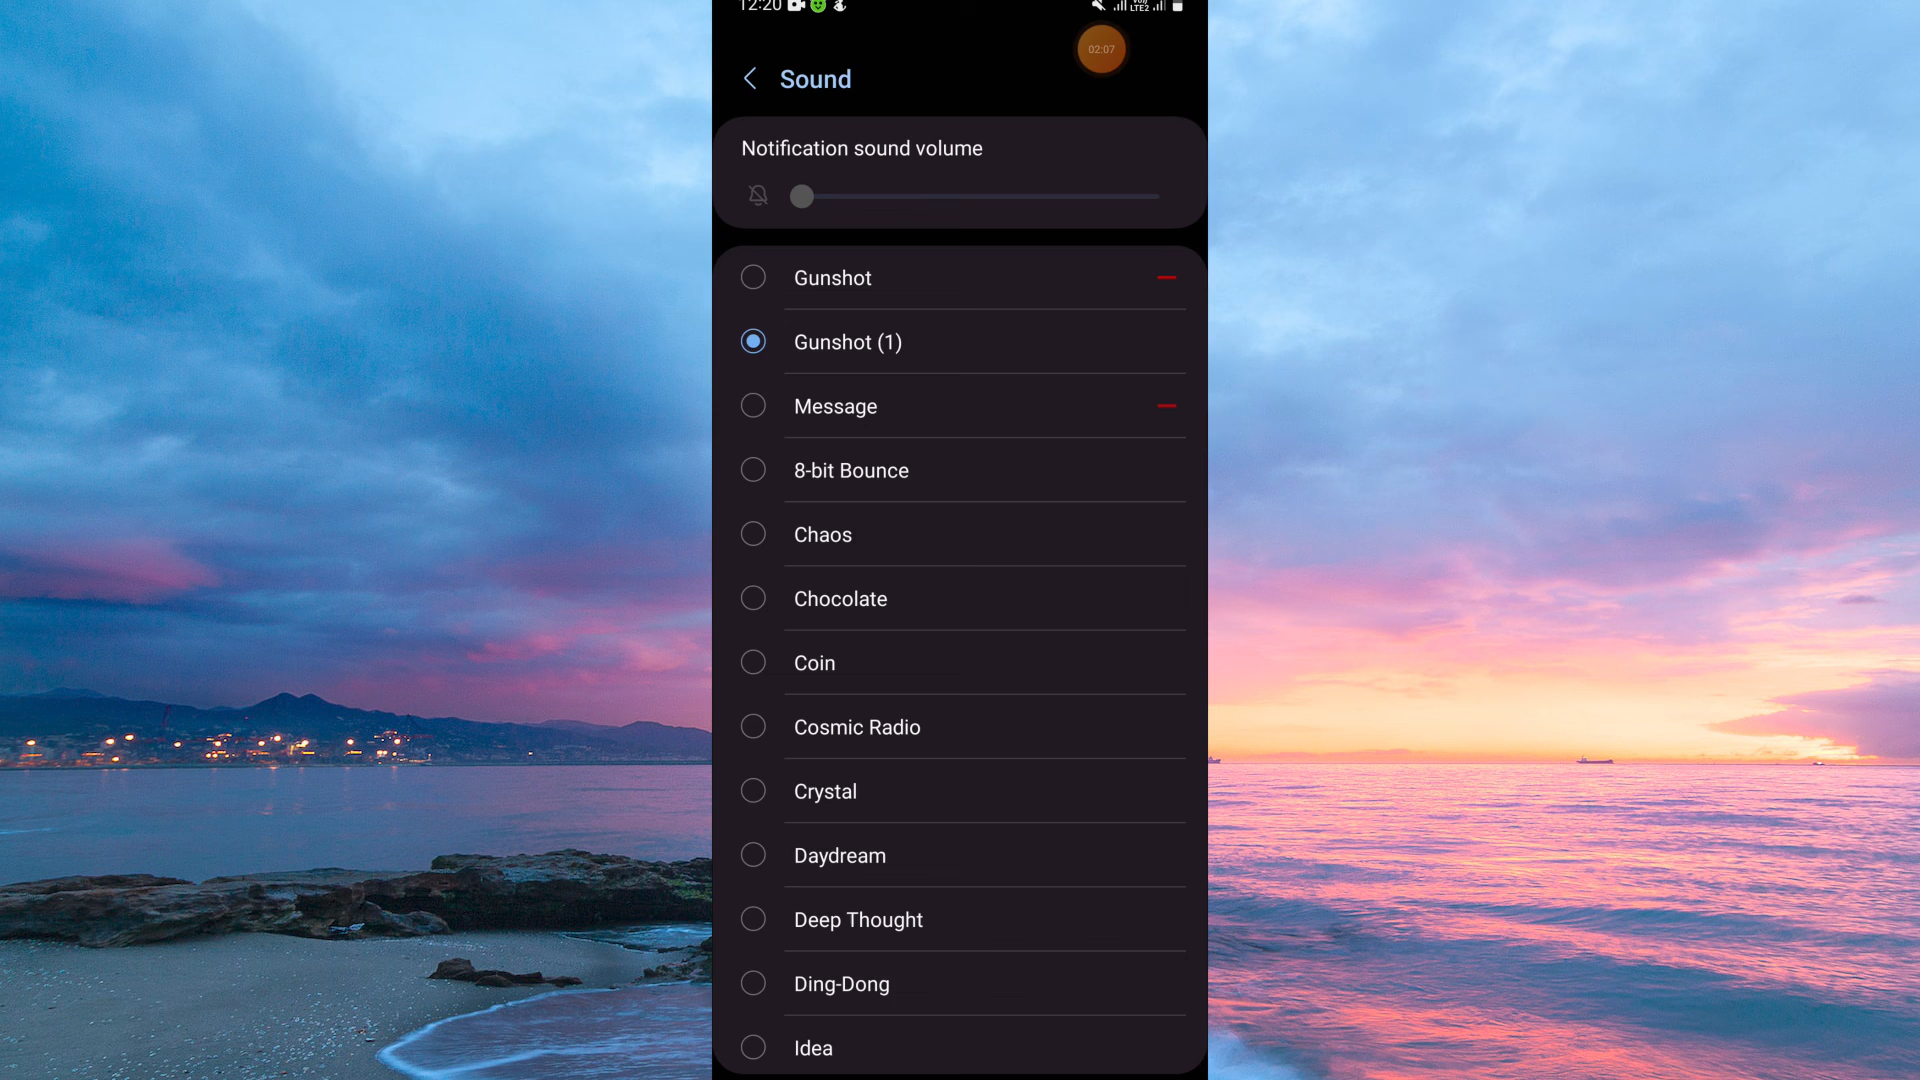 12:20
LTE2
02:07
Sound
Notification sound volume
Gunshot
Gunshot (1)
Message
8-bit Bounce
Chaos
Chocolate
Coin
Cosmic Radio
Crystal
Daydream
Deep Thought
Ding-Dong
Idea